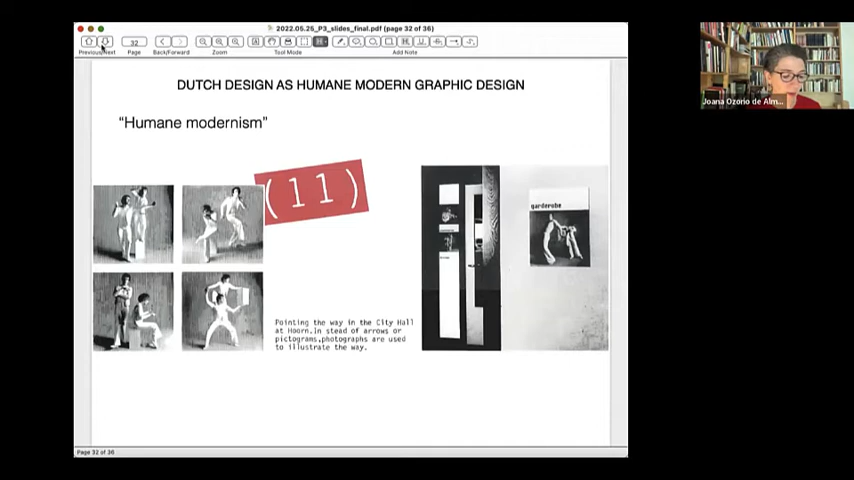 2022.05.25_P3_slides_final.pdf (page 32 of 36)
32
Previous/Next
Page
Back/Forward
Zoom
Tool Mode
Add Note
Joana Ozorio de Alm...
DUTCH DESIGN AS HUMANE MODERN GRAPHIC DESIGN
“Humane modernism”
(11)
garderobe
Pointing the way in the City Hall
at Hoorn.In stead of arrows or
pictograms,photographs are used
to illustrate the way.
Page 32 of 36